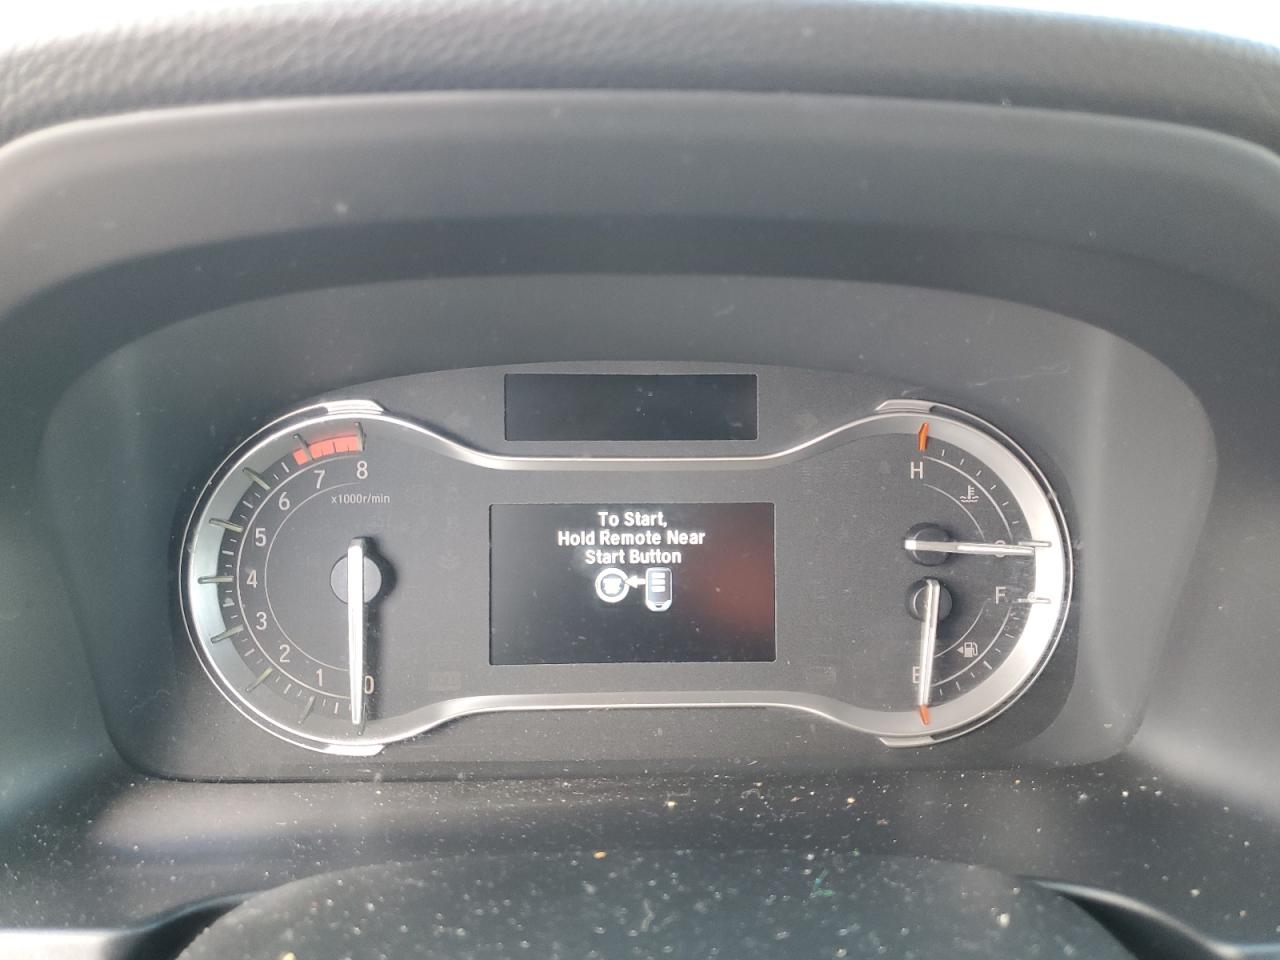 To Start,
Hold Remote Near
Start Button
8
7
6
5
4
3
2
1
0
x1000r/min
H
C
F
E